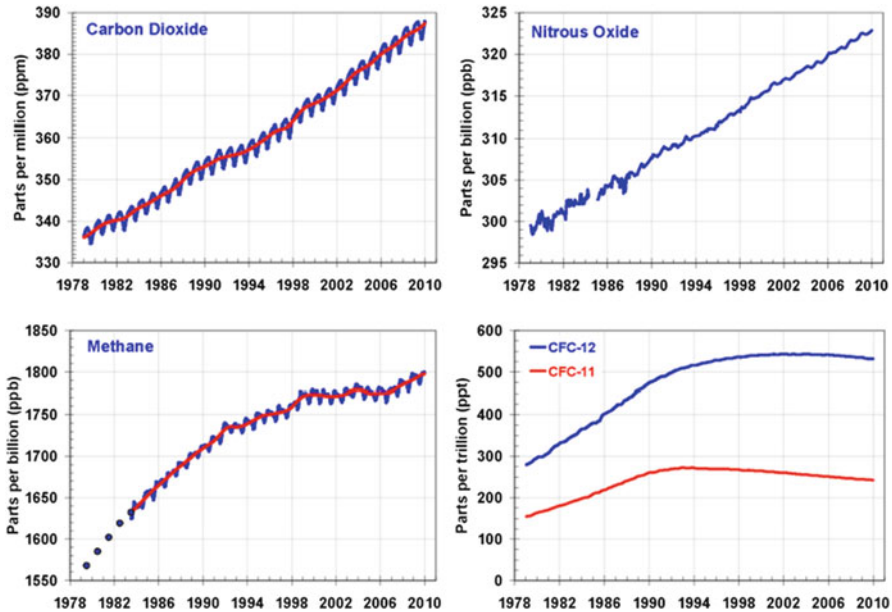 Carbon Dioxide
Parts per million (ppm)
390
380
370
360
350
340
330
1978 1982 1986 1990 1994 1998 2002 2006 2010
Nitrous Oxide
Parts per billion (ppb)
325
320
315
310
305
300
295
1978 1982 1986 1990 1994 1998 2002 2006 2010
Methane
Parts per billion (ppb)
1850
1800
1750
1700
1650
1600
1550
1978 1982 1986 1990 1994 1998 2002 2006 2010
CFC-12
CFC-11
Parts per trillion (ppt)
600
500
400
300
200
100
0
1978 1982 1986 1990 1994 1998 2002 2006 2010